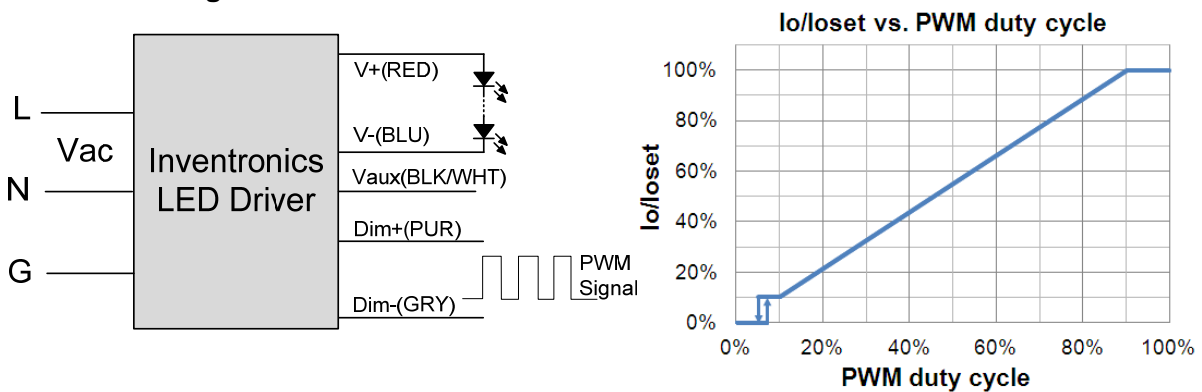 L
Vac
N
G
Inventronics
LED Driver
V+(RED)
V-(BLU)
Vaux(BLK/WHT)
Dim+(PUR)
Dim-(GRY)
PWM
Signal
Io/Ioset vs. PWM duty cycle
Io/Ioset
100%
80%
60%
40%
20%
0%
0% 20% 40% 60% 80% 100%
PWM duty cycle